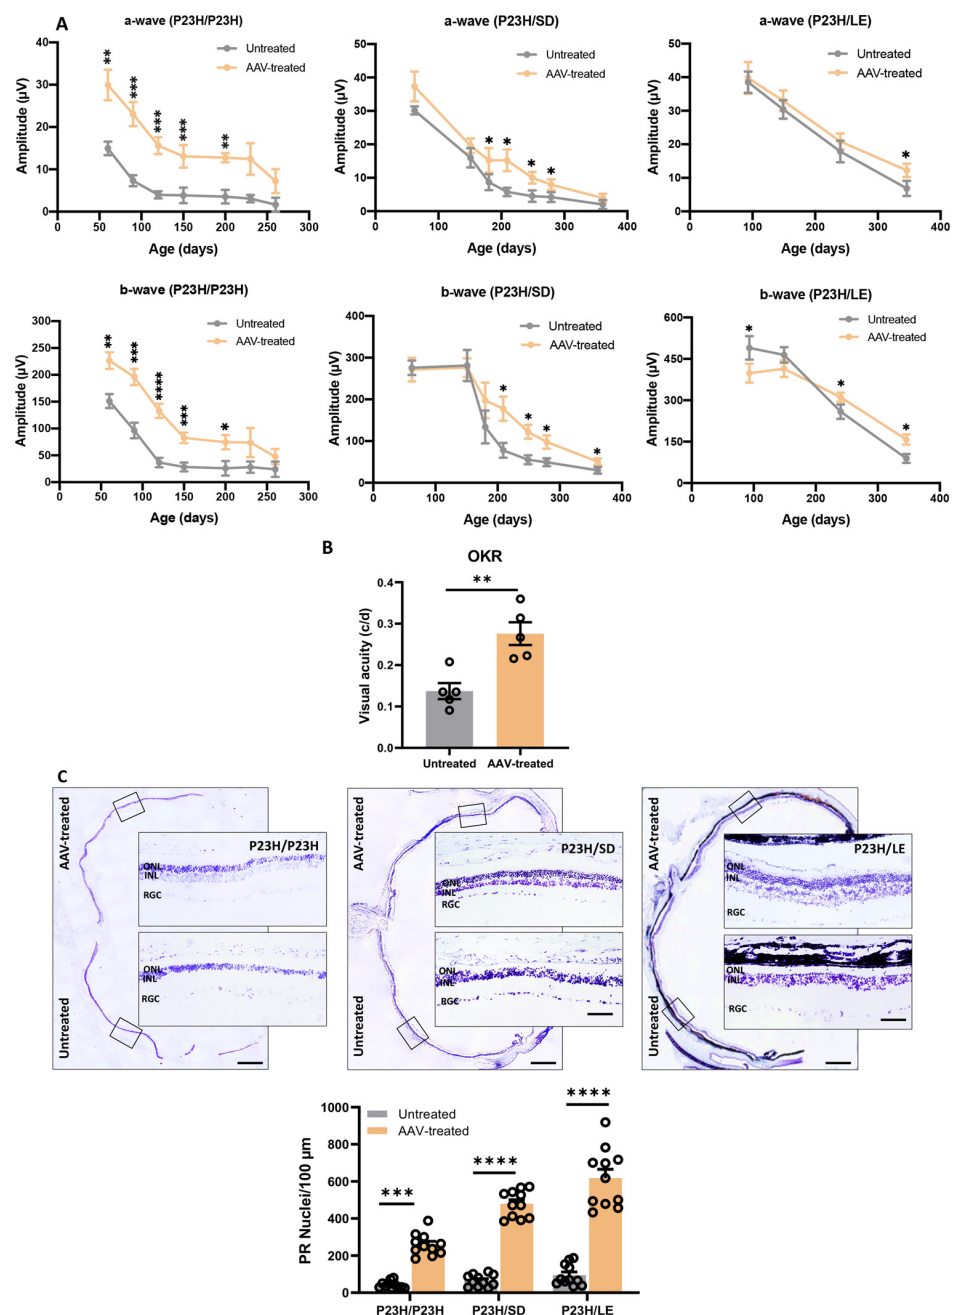 A
a-wave (P23H/P23H)
Amplitude (µV)
40
30
20
10
0
Untreated
AAV-treated
**
***
***
***
**
0 50 100 150 200 250 300
Age (days)
a-wave (P23H/SD)
Amplitude (µV)
50
40
30
20
10
0
Untreated
AAV-treated
* * * *
0 100 200 300 400
Age (days)
a-wave (P23H/LE)
Amplitude (µV)
50
40
30
20
10
0
Untreated
AAV-treated
*
0 100 200 300 400
Age (days)
b-wave (P23H/P23H)
Amplitude (µV)
300
250
200
150
100
50
0
Untreated
AAV-treated
**
***
****
***
*
0 50 100 150 200 250 300
Age (days)
b-wave (P23H/SD)
Amplitude (µV)
400
300
200
100
0
Untreated
AAV-treated
* * * *
0 100 200 300 400
Age (days)
b-wave (P23H/LE)
Amplitude (µV)
600
450
300
150
0
Untreated
AAV-treated
* * *
0 100 200 300 400
Age (days)
B
OKR
Visual acuity (c/d)
0.4
0.3
0.2
0.1
0.0
**
Untreated AAV-treated
C
AAV-treated
Untreated
P23H/P23H
ONL
INL
RGC
ONL
INL
RGC
AAV-treated
Untreated
P23H/SD
ONL
INL
RGC
ONL
INL
RGC
AAV-treated
Untreated
P23H/LE
ONL
INL
RGC
ONL
INL
RGC
PR Nuclei/100 µm
1000
800
600
400
200
0
Untreated
AAV-treated
***
****
****
P23H/P23H P23H/SD P23H/LE